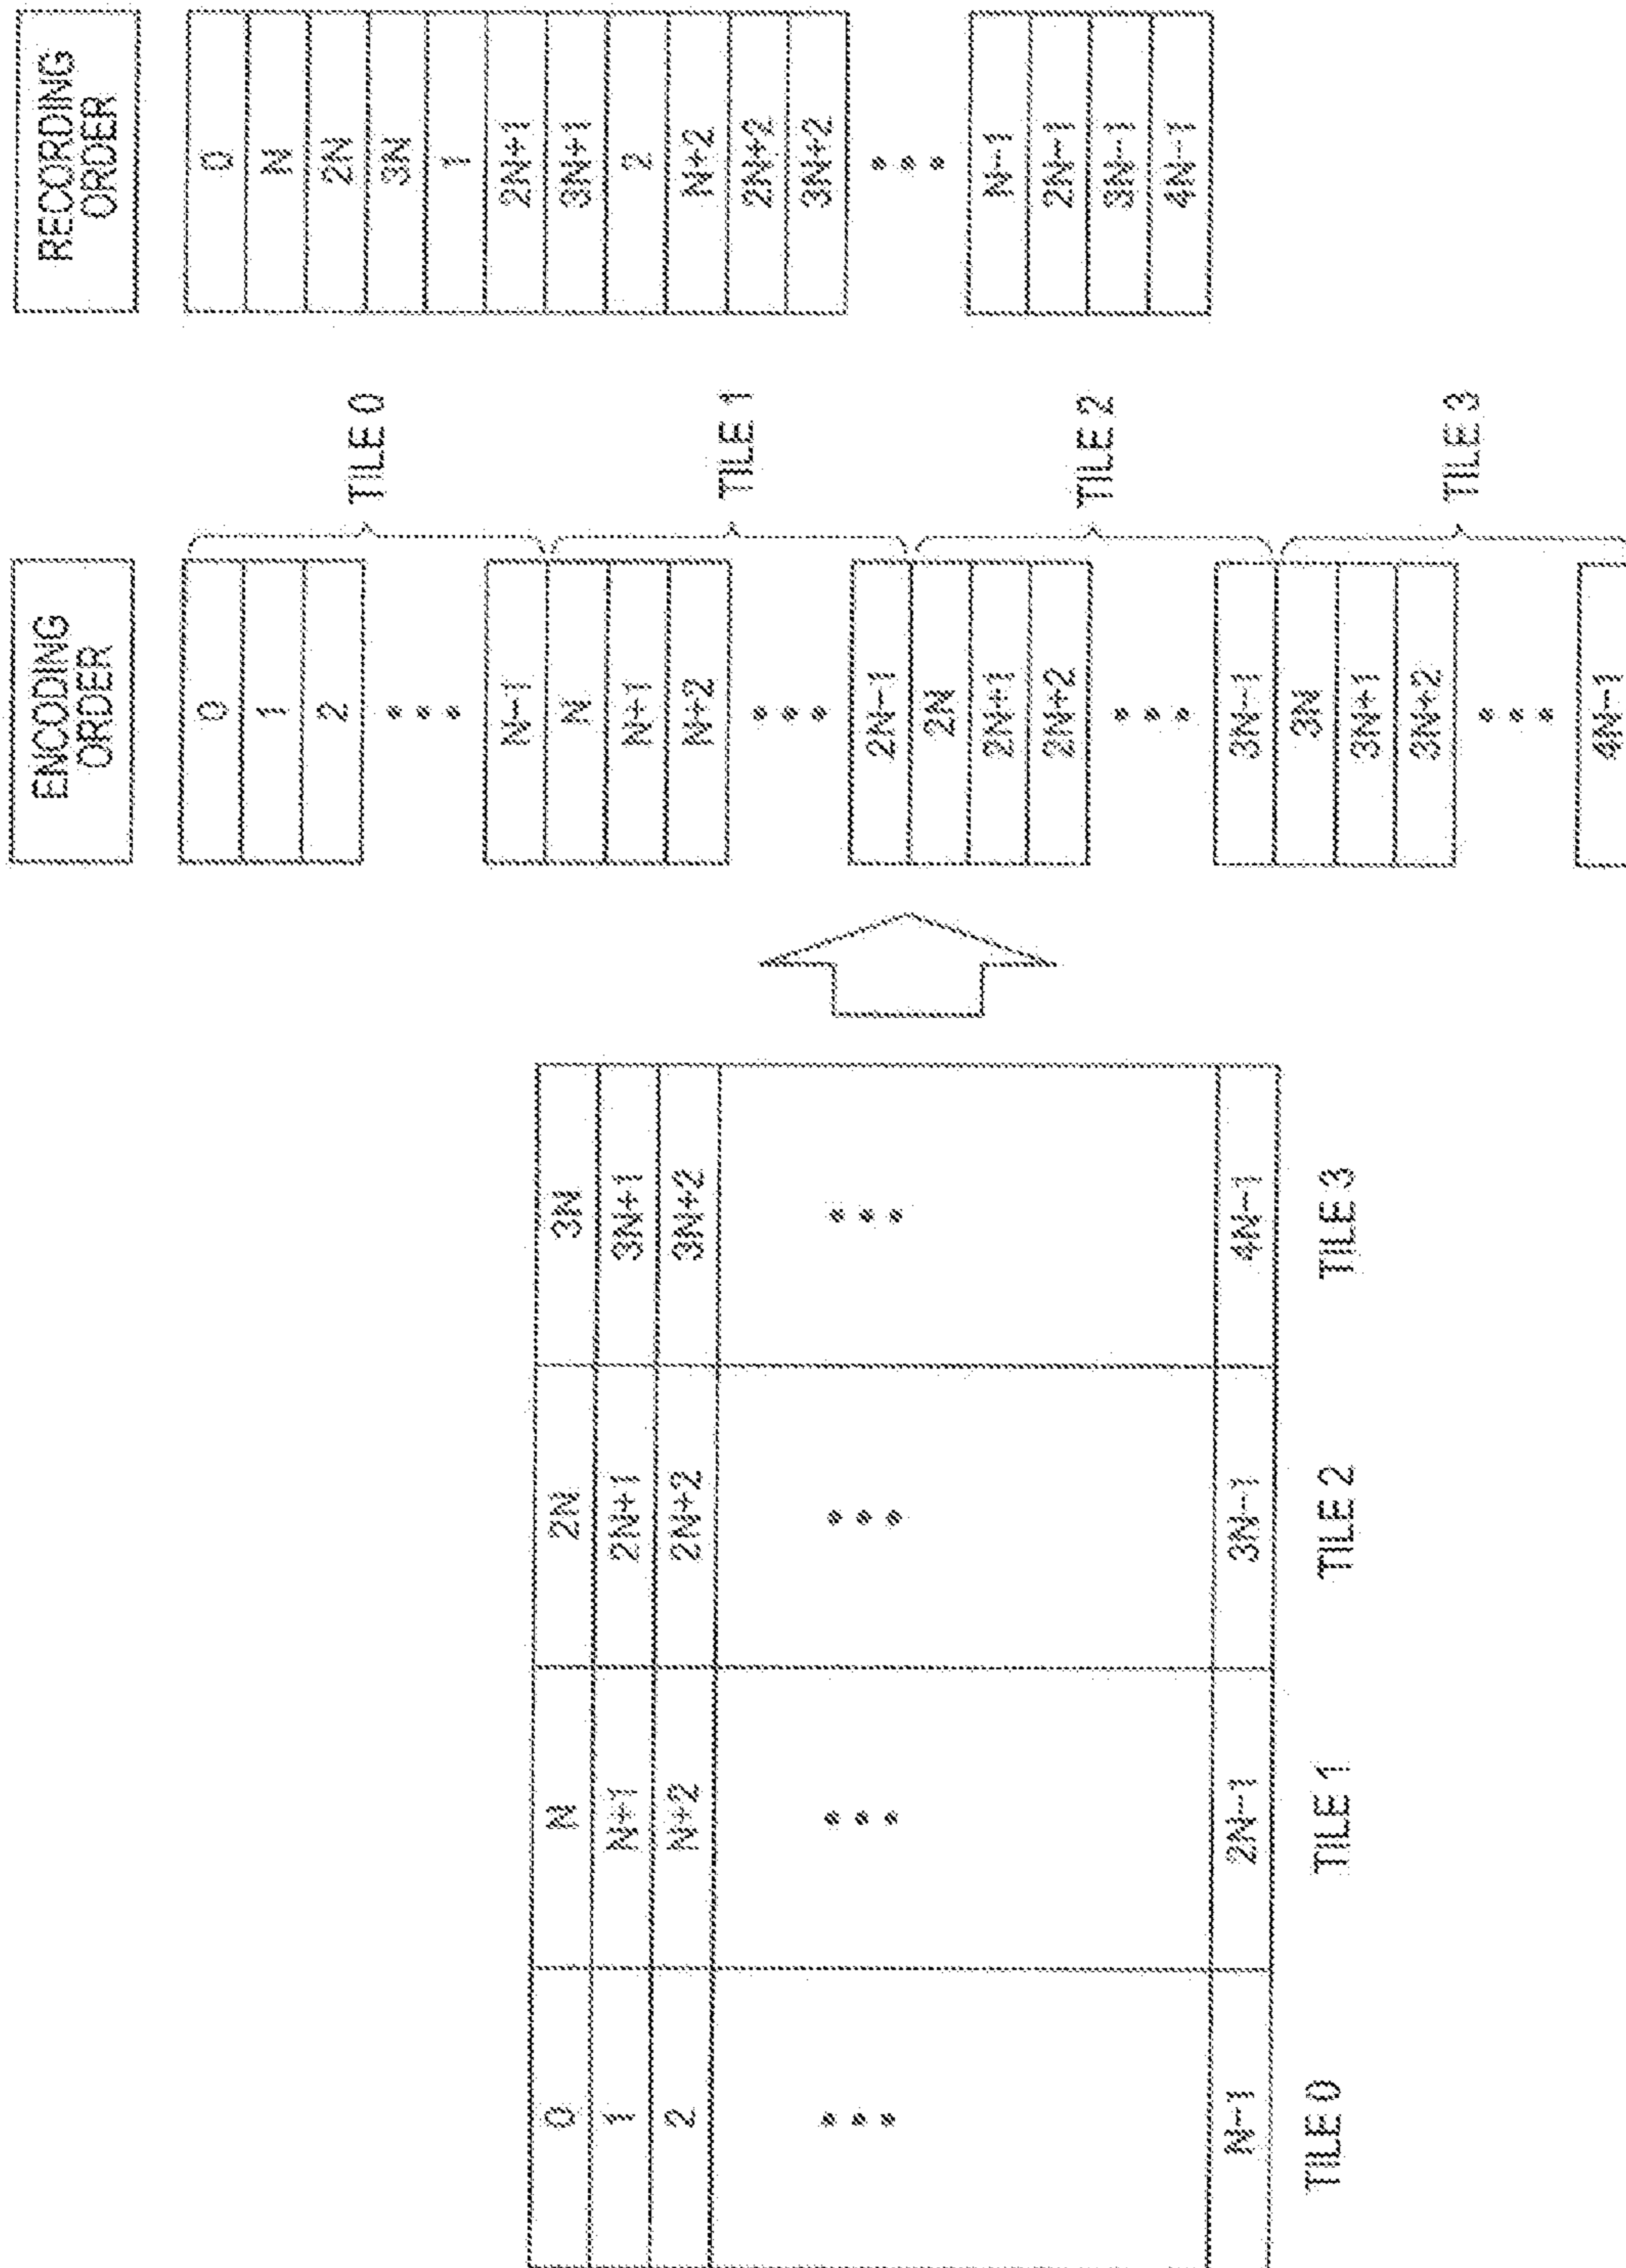 0 N 2N 3N
1 N+1 2N+1 3N+1
2 N+2 2N+2 3N+2
N-1 2N-1 3N-1 4N-1
TILE 0 TILE 1 TILE 2 TILE 3
ENCODING
ORDER
0
1
2
N-1
N
N+1
N+2
2N-1
2N
2N+1
2N+2
3N-1
3N
3N+1
3N+2
4N-1
TILE 0
TILE 1
TILE 2
TILE 3
RECORDING
ORDER
0
N
2N
3N
1
2N+1
3N+1
2
N+2
2N+2
3N+2
N-1
2N-1
3N-1
4N-1